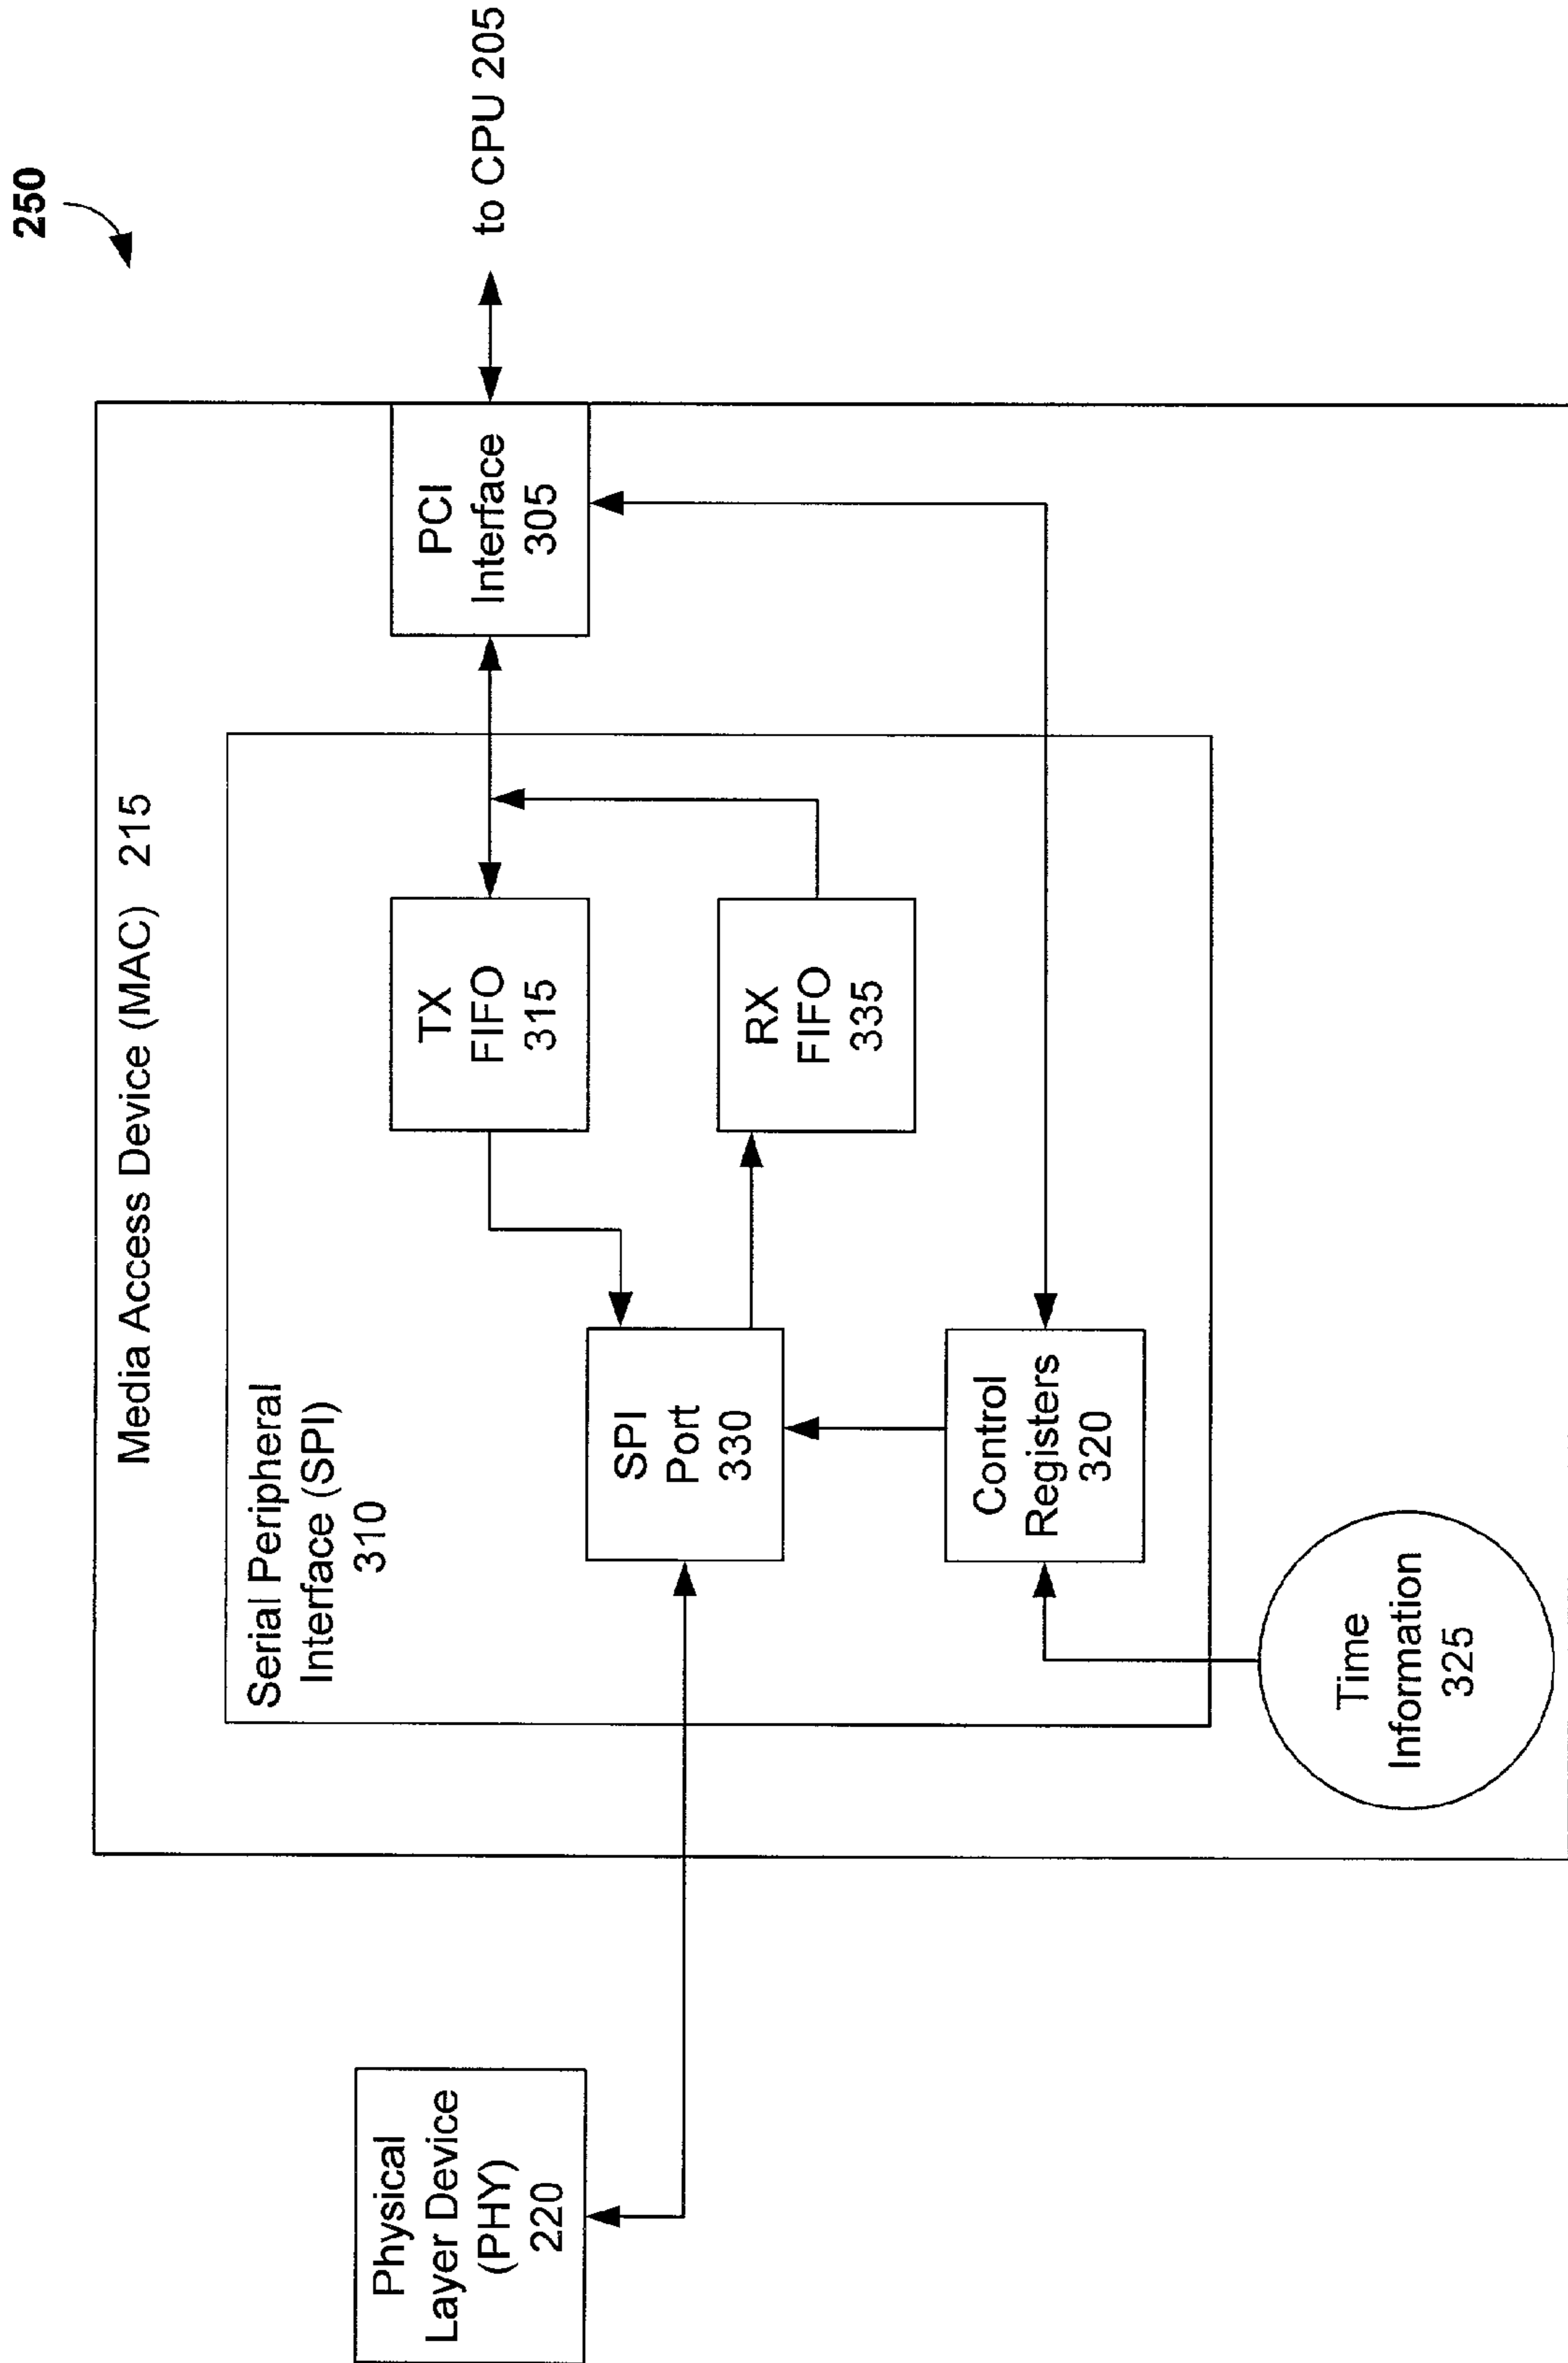 250
Media Access Device (MAC) 215
Serial Peripheral
Interface (SPI)
310
Physical
Layer Device
(PHY)
220
SPI
Port
330
TX
FIFO
315
RX
FIFO
335
PCI
Interface
305
to CPU 205
Control
Registers
320
Time
Information
325